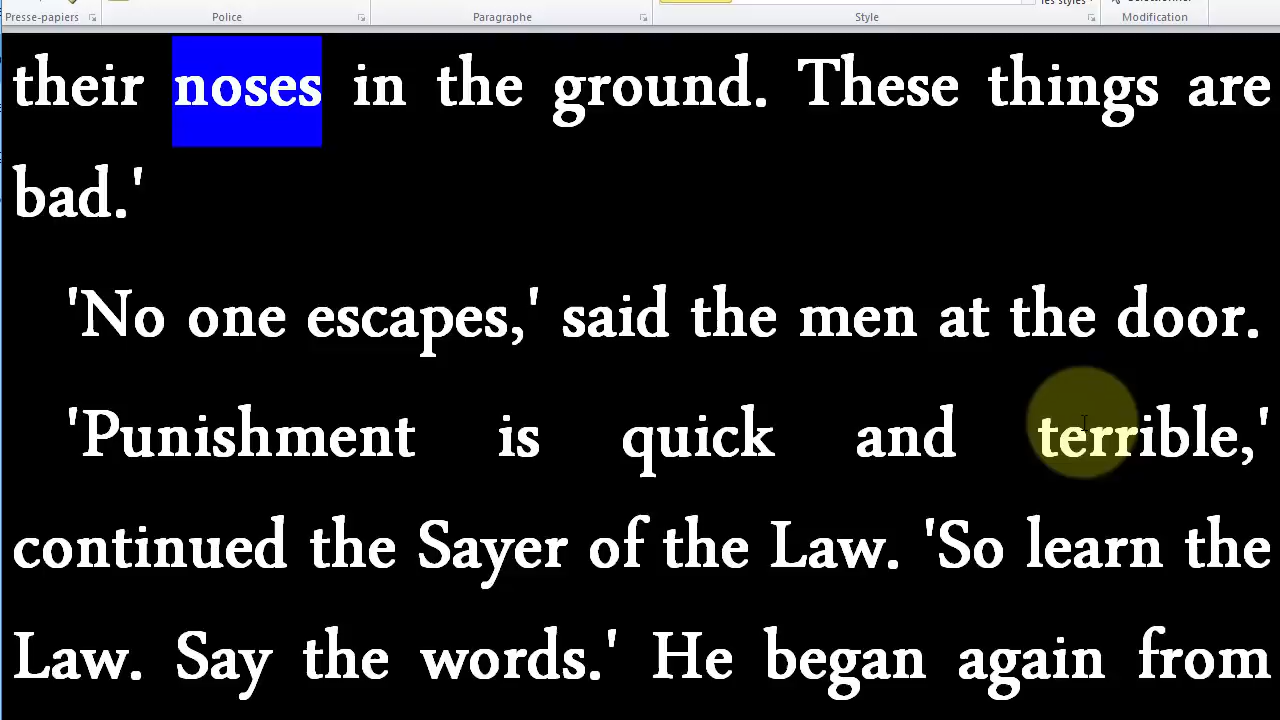 Presse-papiers Police Paragraphe Style Modification
their noses in the ground. These things are
bad.'
'No one escapes,' said the men at the door.
'Punishment is quick and terrible,'
continued the Sayer of the Law. 'So learn the
Law. Say the words.' He began again from